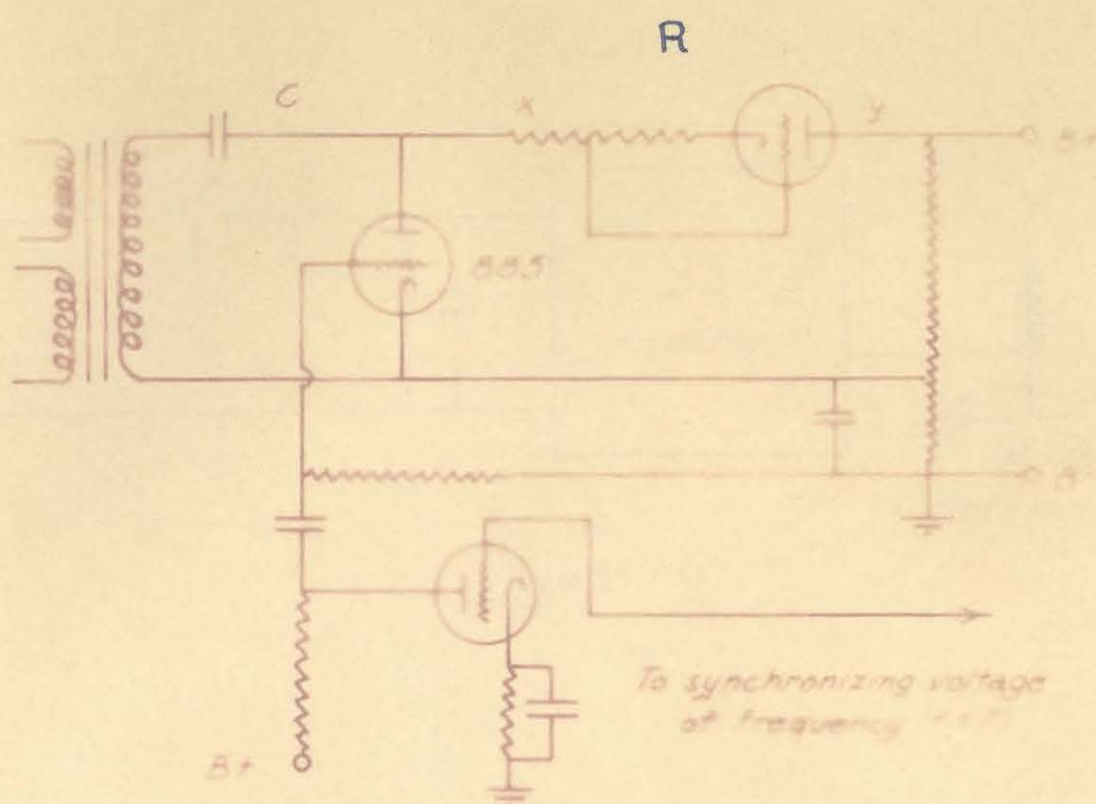 R
C
x
y
B+
885
B-
To synchronizing voltage
of frequency
B+